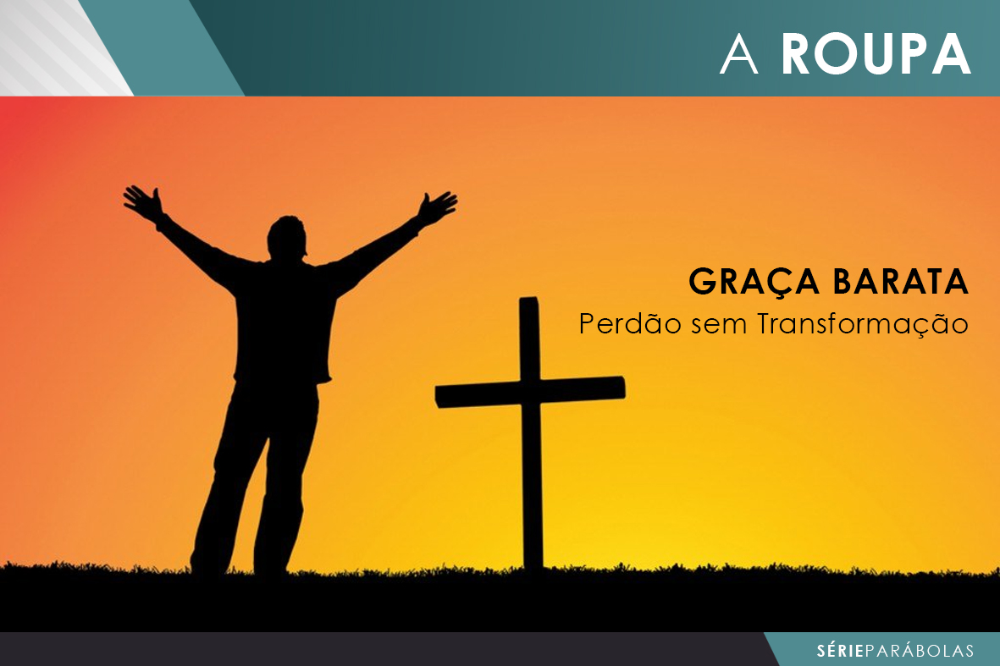 A ROUPA
GRAÇA BARATA
Perdão sem Transformação
SÉRIEPARÁBOLAS